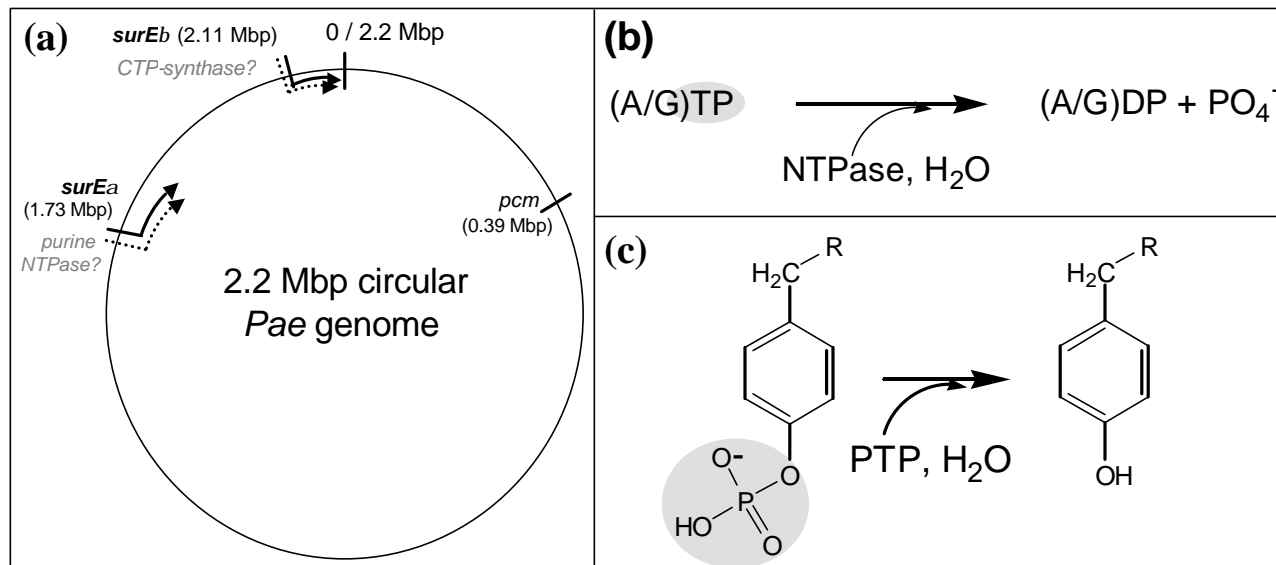 (a)
surEb (2.11 Mbp)
CTP-synthase?
0 / 2.2 Mbp
surEa
(1.73 Mbp)
purine
NTPase?
pcm
(0.39 Mbp)
2.2 Mbp circular
Pae genome
(b)
(A/G)TP
(A/G)DP + PO₄⁻
NTPase, H₂O
(c)
R
H₂C
O-
P
O
HO
O
PTP, H₂O
R
H₂C
OH